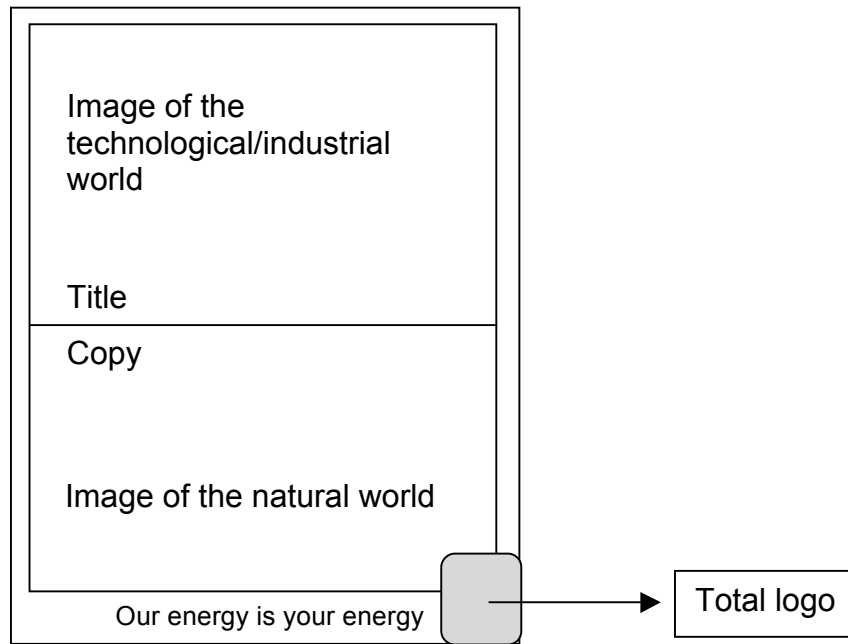 Image of the
technological/industrial
world
Title
Copy
Image of the natural world
Our energy is your energy
Total logo